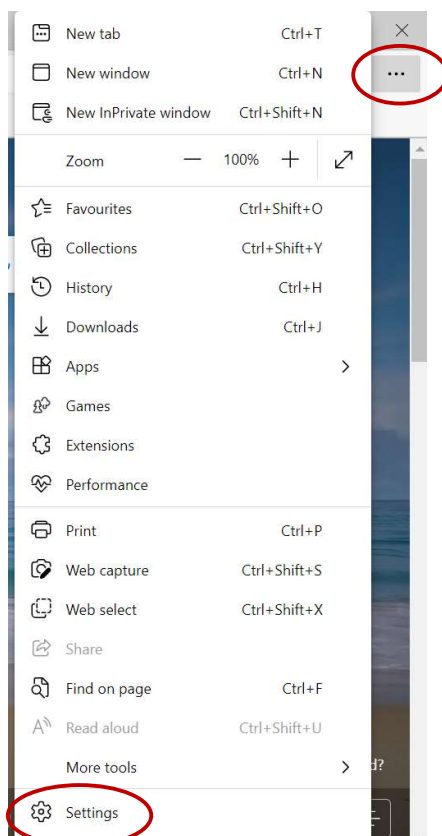 New tab Ctrl+T
New window Ctrl+N
New InPrivate window Ctrl+Shift+N
Zoom — 100% +
Favourites Ctrl+Shift+O
Collections Ctrl+Shift+Y
History Ctrl+H
Downloads Ctrl+J
Apps
Games
Extensions
Performance
Print Ctrl+P
Web capture Ctrl+Shift+S
Web select Ctrl+Shift+X
Share
Find on page Ctrl+F
Read aloud Ctrl+Shift+U
More tools
Settings